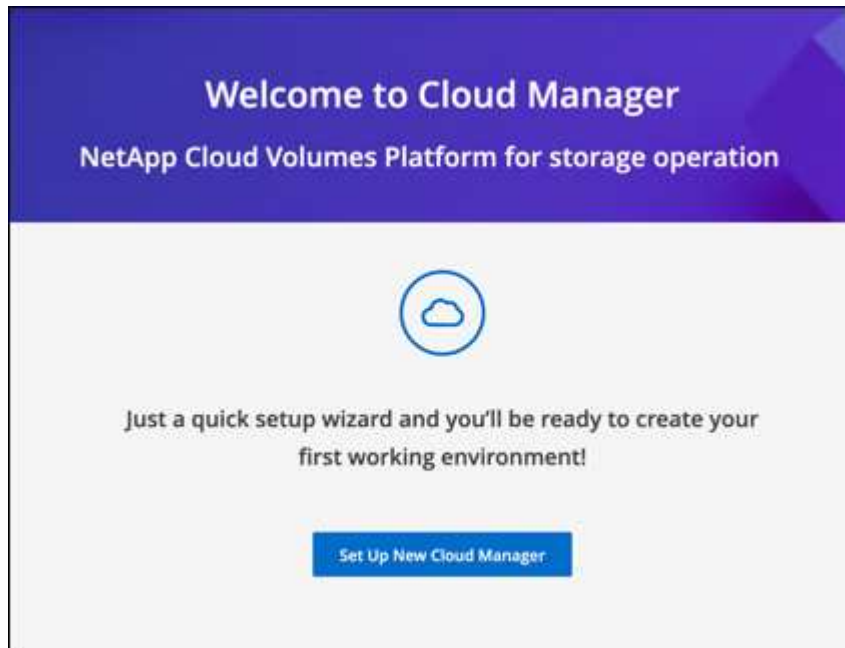 Welcome to Cloud Manager
NetApp Cloud Volumes Platform for storage operation
Just a quick setup wizard and you'll be ready to create your
first working environment!
Set Up New Cloud Manager